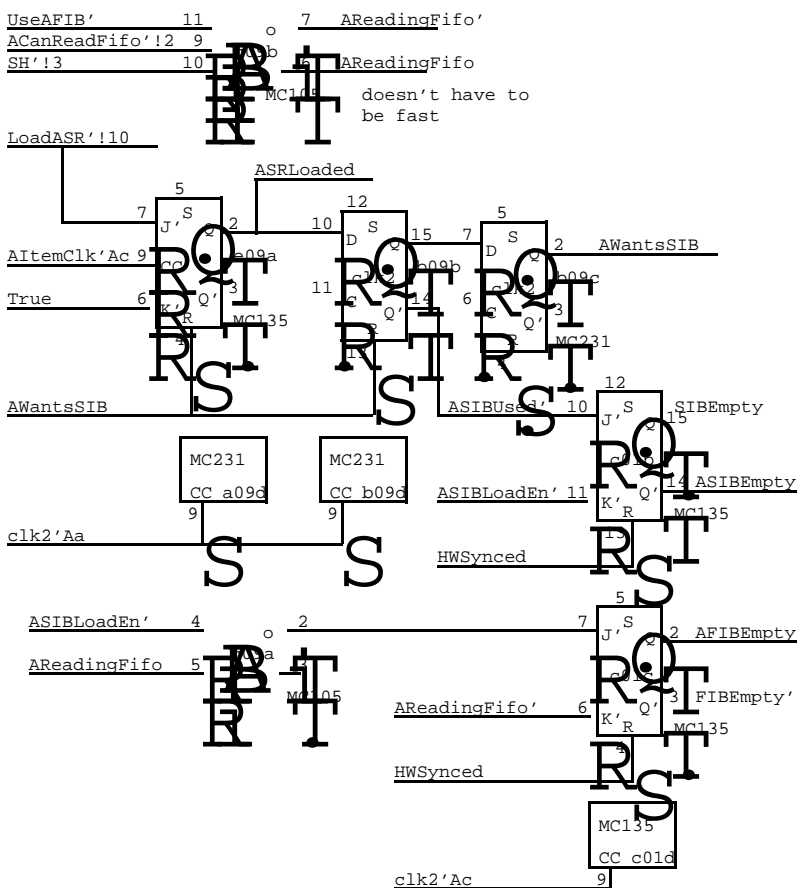 UseAFIB' 11 7 AReadingFifo'
ACanReadFifo'!2 9
SH'!3 10 6 AReadingFifo
doesn't have to
be fast
LoadASR'!10
ASRLoaded
5 12 5
7 J' S Q 2 10 D S Q 15 7 D S Q 2 AWantsSIB
AItemClk'Ac 9 CC e09a 3 11 C b09b 14 6 C b09c 3
True 6 K' R Q' Q' Q'
MC135 R MC231
4 13
AWantsSIB
12
ASIBUsed' 10 J' S Q 15 SIBEmpty
MC231 MC231
CC a09d CC b09d
9 9
ASIBLoadEn' 11 K' R Q' 14 ASIBEmpty
MC135
clk2'Aa
HWSynced
5
ASIBLoadEn' 4 2 7 J' S Q 2 AFIBEmpty
AReadingFifo 5 3
MC105
AReadingFifo' 6 K' R Q' 3 FIBEmpty'
MC135
HWSynced 4
MC135
CC c01d
clk2'Ac 9